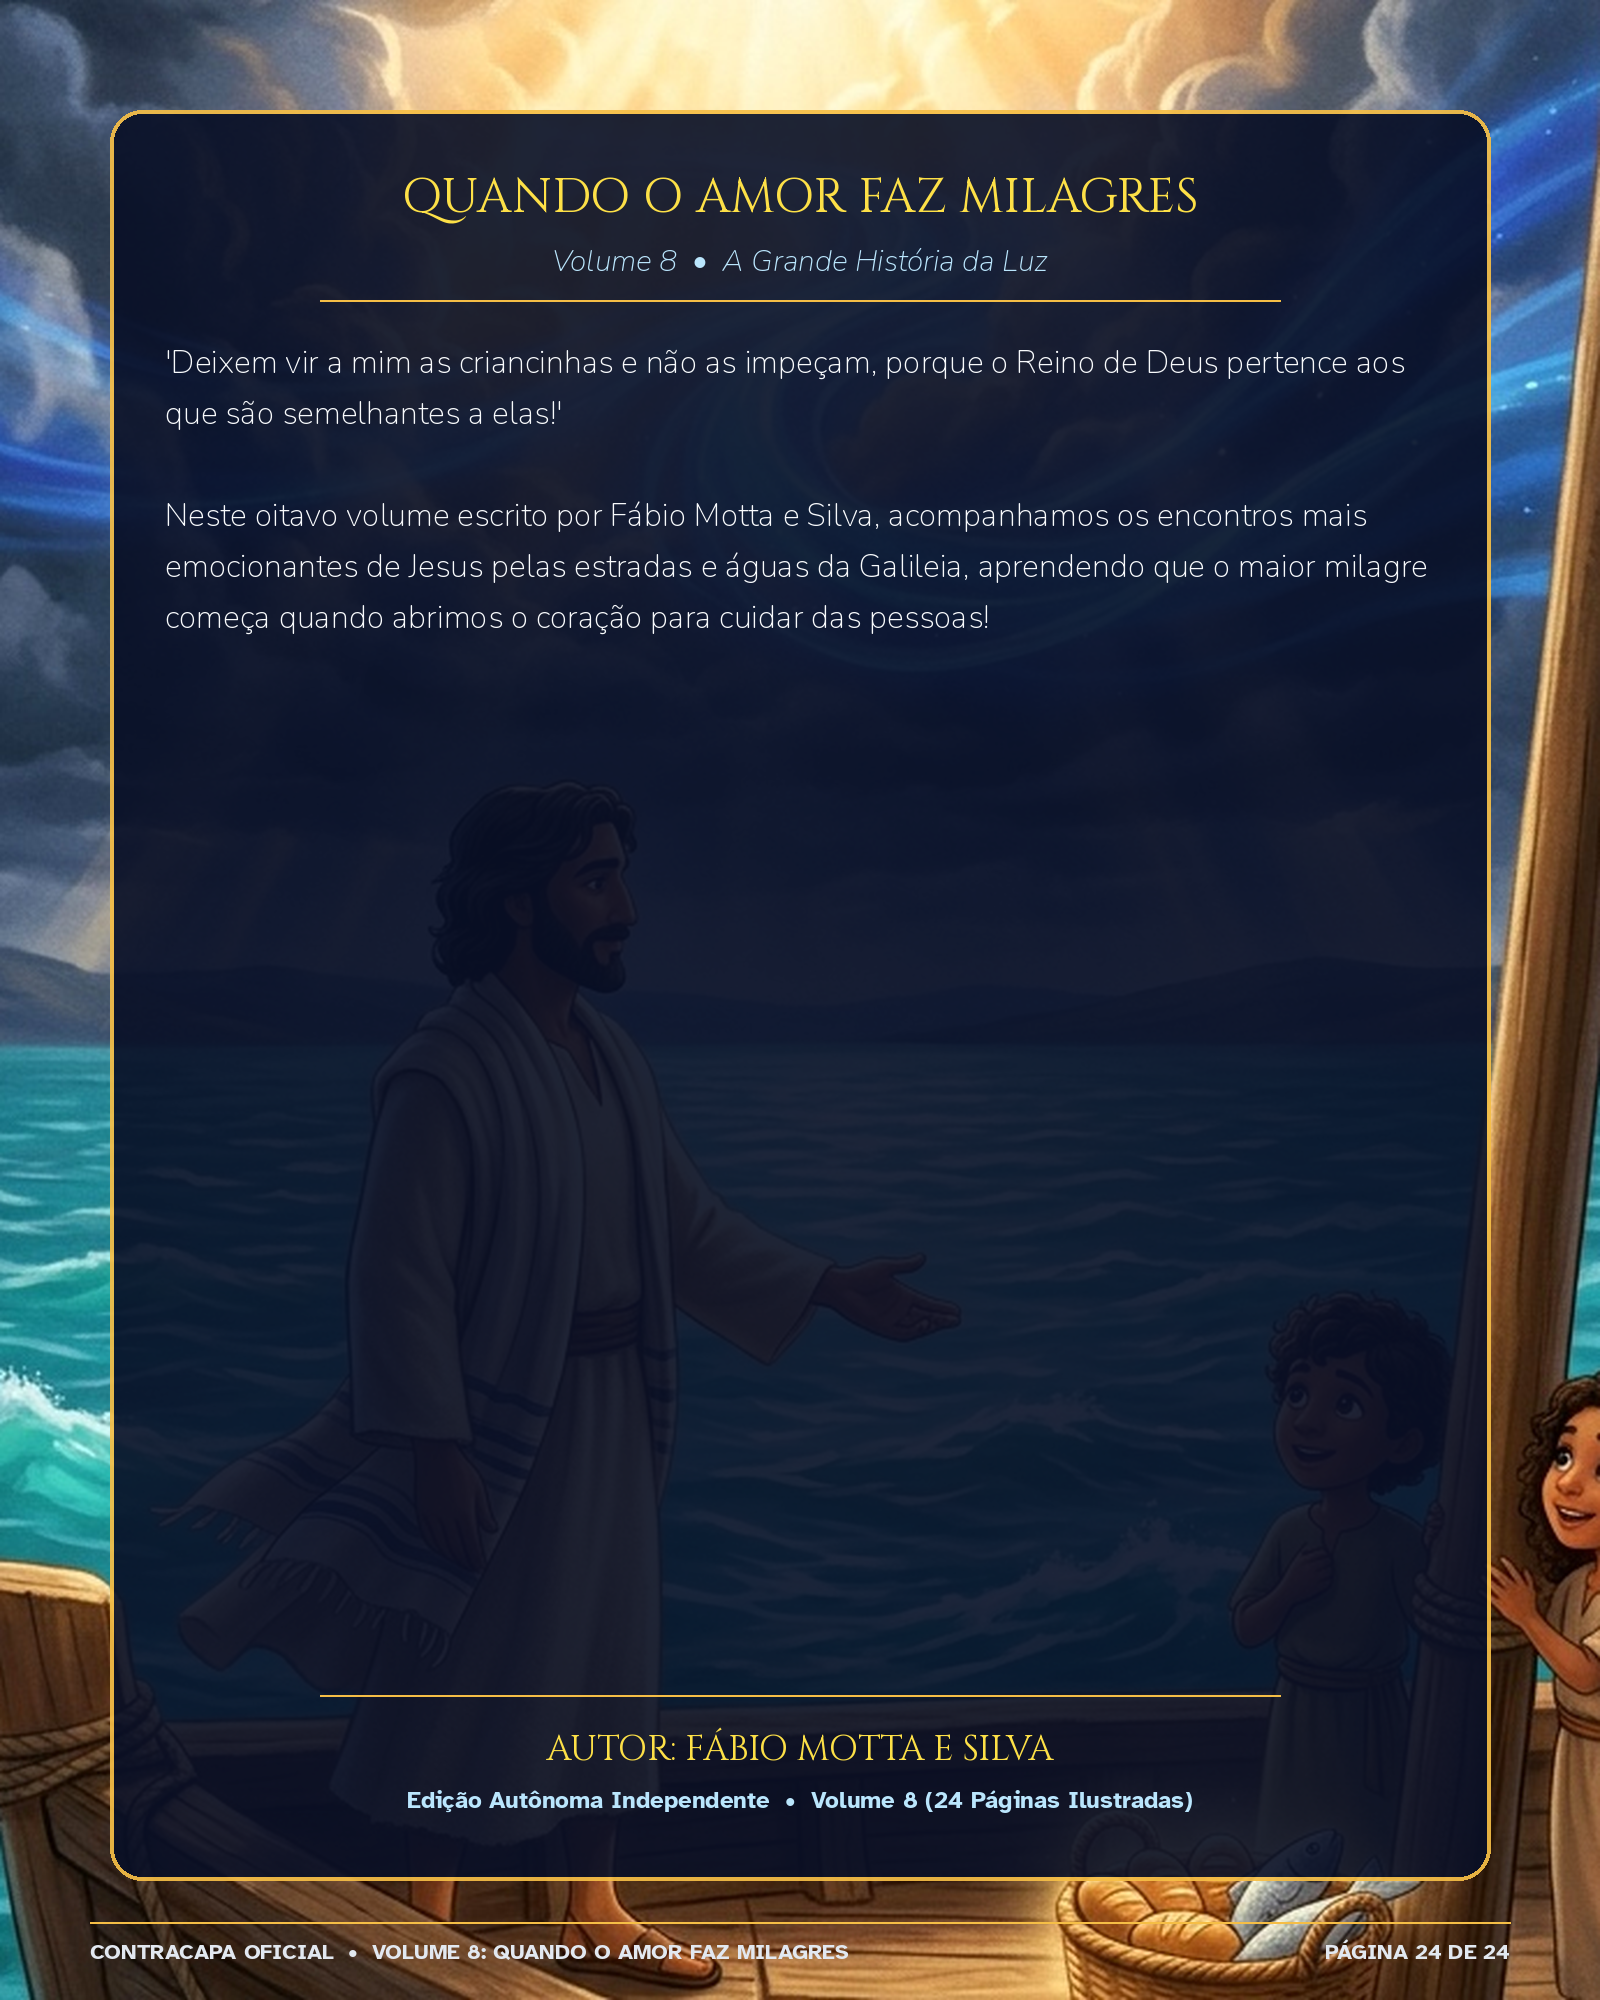 QUANDO O AMOR FAZ MILAGRES
Volume 8 • A Grande História da Luz
'Deixem vir a mim as criancinhas e não as impeçam, porque o Reino de Deus pertence aos
que são semelhantes a elas!'
Neste oitavo volume escrito por Fábio Motta e Silva, acompanhamos os encontros mais
emocionantes de Jesus pelas estradas e águas da Galileia, aprendendo que o maior milagre
começa quando abrimos o coração para cuidar das pessoas!
AUTOR: FÁBIO MOTTA E SILVA
Edição Autônoma Independente • Volume 8 (24 Páginas Ilustradas)
CONTRACAPA OFICIAL • VOLUME 8: QUANDO O AMOR FAZ MILAGRES
PÁGINA 24 DE 24